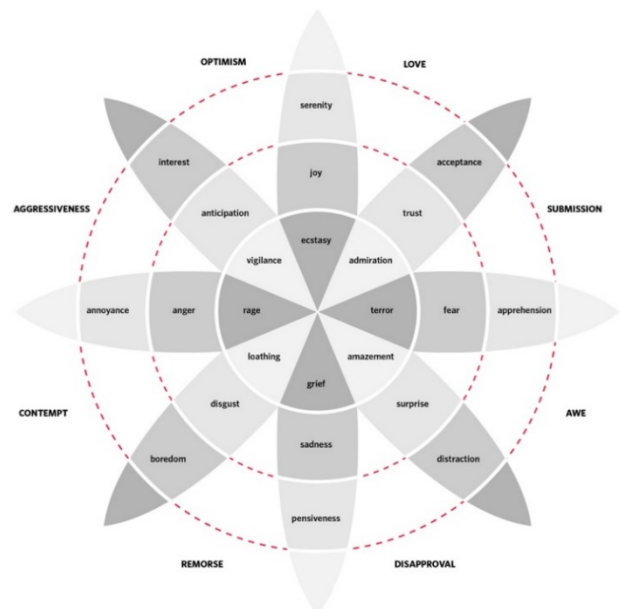 OPTIMISM
LOVE
serenity
interest
acceptance
joy
AGGRESSIVENESS
anticipation
trust
SUBMISSION
ecstasy
vigilance
admiration
annoyance
anger
rage
terror
fear
apprehension
loathing
amazement
grief
CONTEMPT
disgust
surprise
AWE
sadness
boredom
distraction
pensiveness
REMORSE
DISAPPROVAL